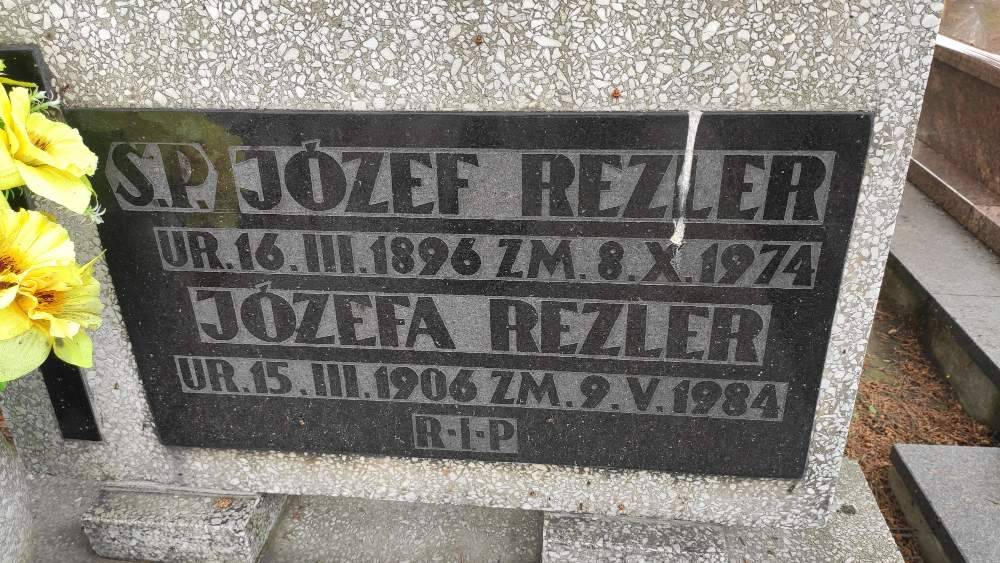 Ś.P. JÓZEF REZLER
UR. 16. III. 1896 ZM. 8. X. 1974
JÓZEFA REZLER
UR. 15. III. 1906 ZM. 9. V. 1984
R·I·P